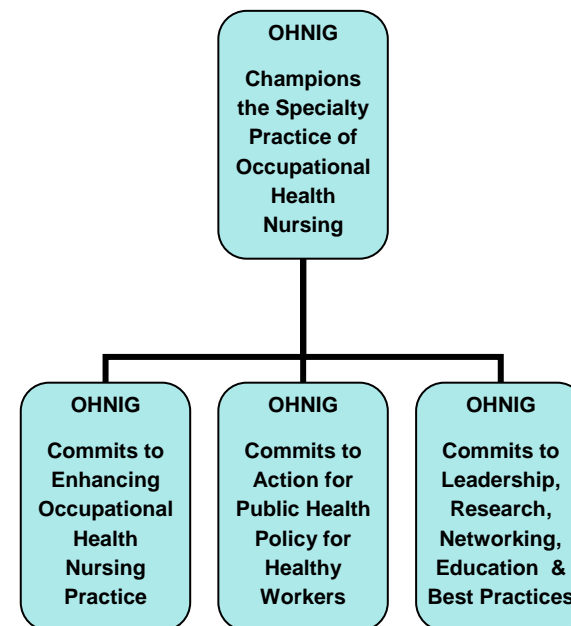 OHNIG
Champions
the Specialty
Practice of
Occupational
Health
Nursing
OHNIG
Commits to
Enhancing
Occupational
Health
Nursing
Practice
OHNIG
Commits to
Action for
Public Health
Policy for
Healthy
Workers
OHNIG
Commits to
Leadership,
Research,
Networking,
Education &
Best Practices